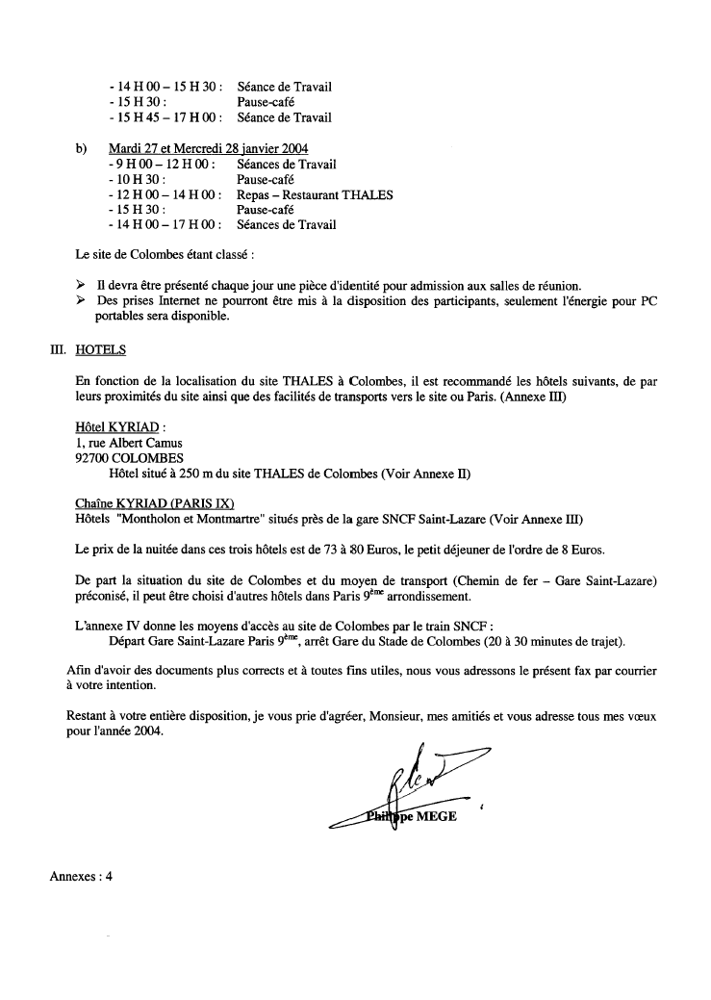 - 14 H 00 – 15 H 30 : Séance de Travail
- 15 H 30 : Pause-café
- 15 H 45 – 17 H 00 : Séance de Travail
b) Mardi 27 et Mercredi 28 janvier 2004
- 9 H 00 – 12 H 00 : Séances de Travail
- 10 H 30 : Pause-café
- 12 H 00 – 14 H 00 : Repas – Restaurant THALES
- 15 H 30 : Pause-café
- 14 H 00 – 17 H 00 : Séances de Travail
Le site de Colombes étant classé :
➢ Il devra être présenté chaque jour une pièce d'identité pour admission aux salles de réunion.
➢ Des prises Internet ne pourront être mis à la disposition des participants, seulement l'énergie pour PC
portables sera disponible.
III. HOTELS
En fonction de la localisation du site THALES à Colombes, il est recommandé les hôtels suivants, de par
leurs proximités du site ainsi que des facilités de transports vers le site ou Paris. (Annexe III)
Hôtel KYRIAD :
1, rue Albert Camus
92700 COLOMBES
Hôtel situé à 250 m du site THALES de Colombes (Voir Annexe II)
Chaîne KYRIAD (PARIS IX)
Hôtels "Montholon et Montmartre" situés près de la gare SNCF Saint-Lazare (Voir Annexe III)
Le prix de la nuitée dans ces trois hôtels est de 73 à 80 Euros, le petit déjeuner de l'ordre de 8 Euros.
De part la situation du site de Colombes et du moyen de transport (Chemin de fer – Gare Saint-Lazare)
préconisé, il peut être choisi d'autres hôtels dans Paris 9ème arrondissement.
L'annexe IV donne les moyens d'accès au site de Colombes par le train SNCF :
Départ Gare Saint-Lazare Paris 9ème, arrêt Gare du Stade de Colombes (20 à 30 minutes de trajet).
Afin d'avoir des documents plus corrects et à toutes fins utiles, nous vous adressons le présent fax par courrier
à votre intention.
Restant à votre entière disposition, je vous prie d'agréer, Monsieur, mes amitiés et vous adresse tous mes vœux
pour l'année 2004.
Philippe MEGE
Annexes : 4